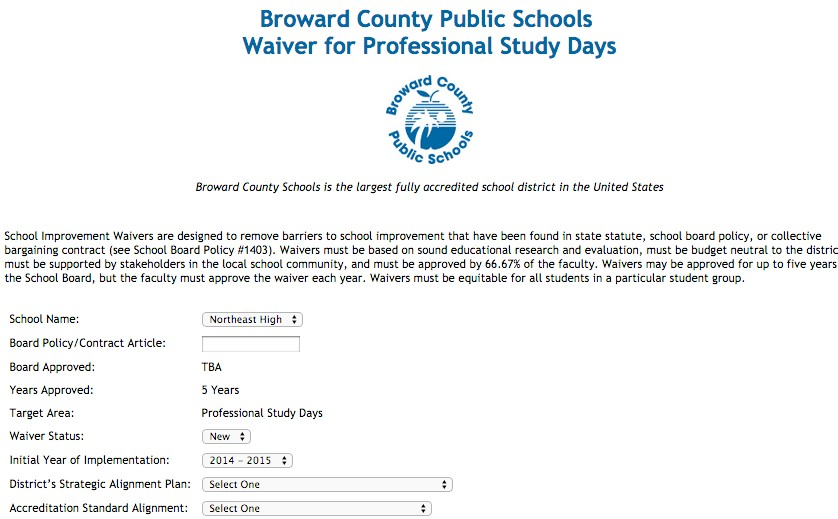 Broward County Public Schools
Waiver for Professional Study Days
Broward County
Public Schools
Broward County Schools is the largest fully accredited school district in the United States
School Improvement Waivers are designed to remove barriers to school improvement that have been found in state statute, school board policy, or collective
bargaining contract (see School Board Policy #1403). Waivers must be based on sound educational research and evaluation, must be budget neutral to the distric
must be supported by stakeholders in the local school community, and must be approved by 66.67% of the faculty. Waivers may be approved for up to five years
the School Board, but the faculty must approve the waiver each year. Waivers must be equitable for all students in a particular student group.
School Name: Northeast High
Board Policy/Contract Article:
Board Approved: TBA
Years Approved: 5 Years
Target Area: Professional Study Days
Waiver Status: New
Initial Year of Implementation: 2014 - 2015
District's Strategic Alignment Plan: Select One
Accreditation Standard Alignment: Select One